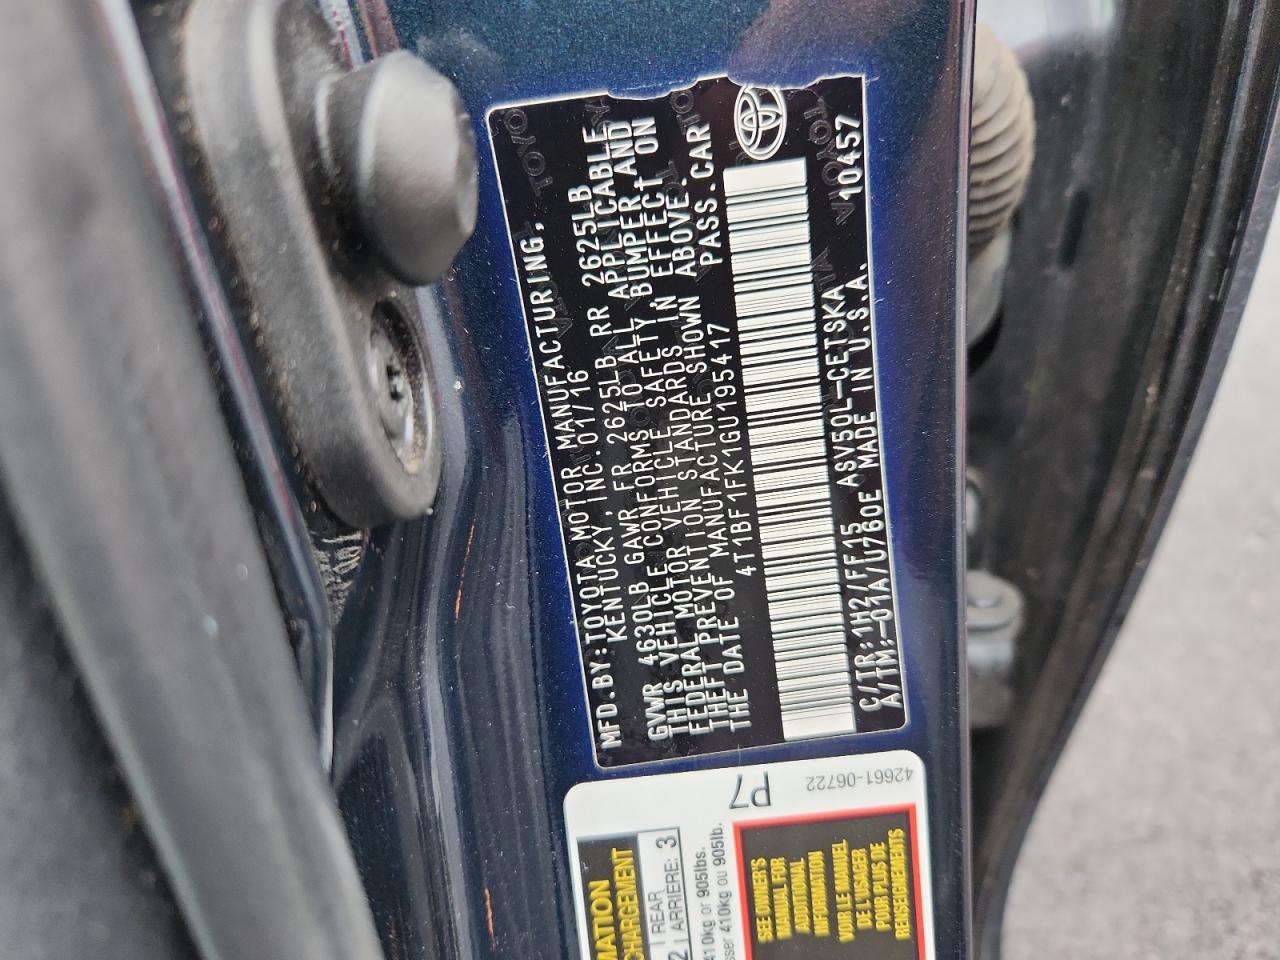 MFD.BY:TOYOTA MOTOR MANUFACTURING,
KENTUCKY, INC. 01/16
GVWR 4630LB GAWR FR 2625LB RR 2625LB
THIS VEHICLE CONFORMS TO ALL APPLICABLE
FEDERAL MOTOR VEHICLE SAFETY, BUMPER AND
THEFT PREVENTION STANDARDS IN EFFECT ON
THE DATE OF MANUFACTURE SHOWN ABOVE.
4T1BF1FK1GU195417 PASS.CAR
C/TR:1H2/FF15 ASV50L-CETSKA 10457
A/TM:-01A/U760E MADE IN U.S.A.
42661-06722
P7
MATION
CHARGEMENT
2 REAR
ARRIERE: 3
410kg or 905lbs.
sser 410kg ou 905lb.
SEE OWNER'S
MANUAL FOR
ADDITIONAL
INFORMATION
VOIR LE MANUEL
DE L'USAGER
POUR PLUS DE
RENSEIGNEMENTS